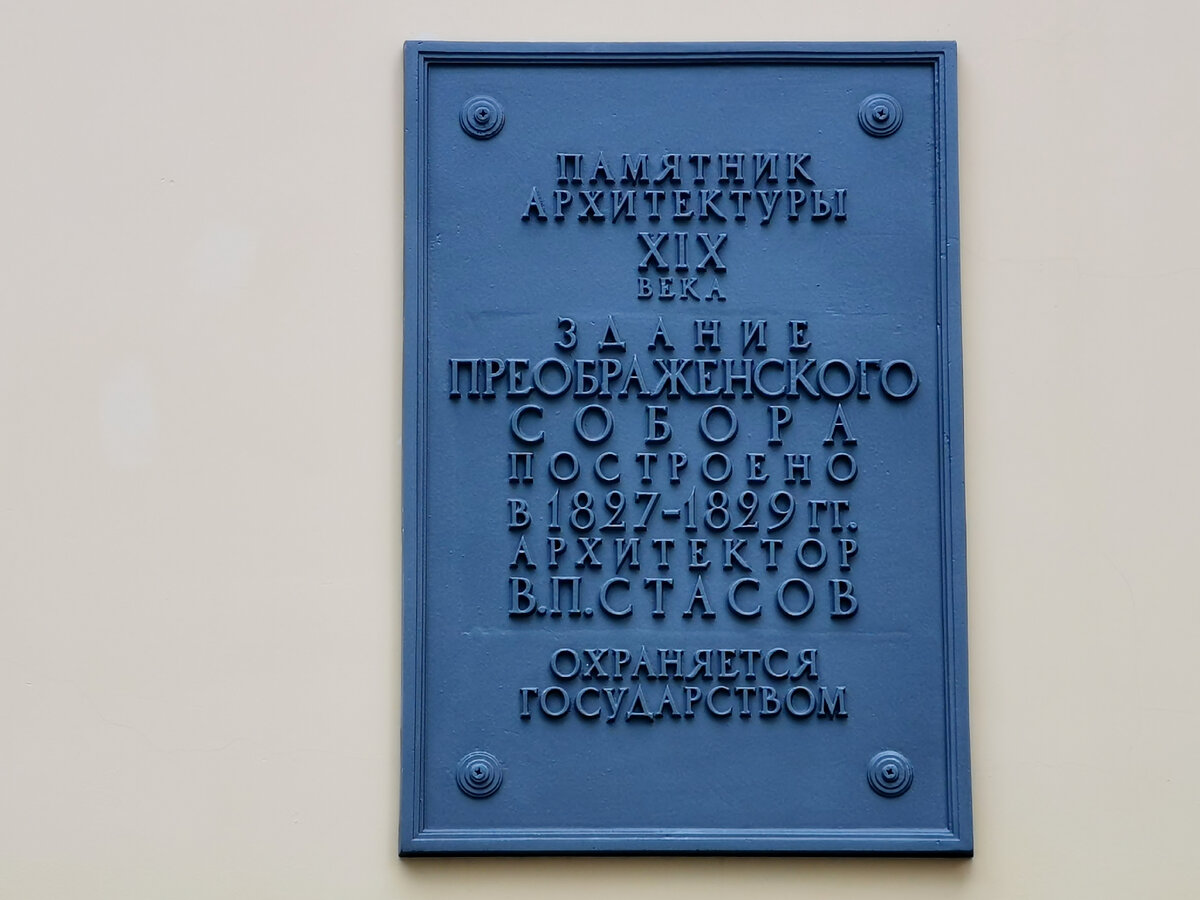 ПАМЯТНИК
АРХИТЕКТУРЫ
XIX
ВЕКА
ЗДАНИЕ
ПРЕОБРАЖЕНСКОГО
СОБОРА
ПОСТРОЕНО
В 1827-1829 ГГ.
АРХИТЕКТОР
В.П.СТАСОВ
ОХРАНЯЕТСЯ
ГОСУДАРСТВОМ